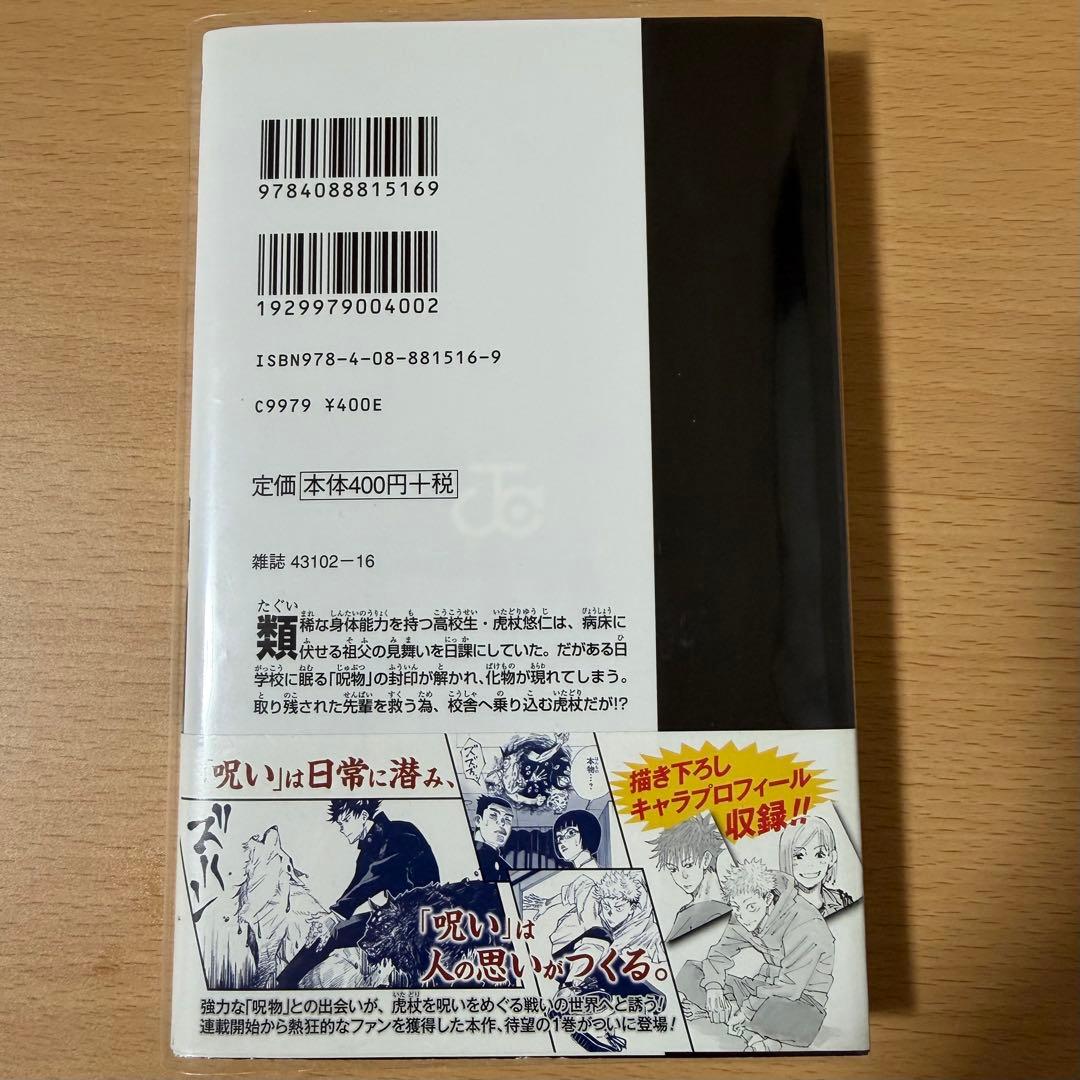 9784088815169
1929979004002
ISBN978-4-08-881516-9
C9979 ¥400E
定価 本体400円+税
雑誌 43102-16
類稀な身体能力を持つ高校生・虎杖悠仁は、病床に
伏せる祖父の見舞いを日課にしていた。だがある日
学校に眠る「呪物」の封印が解かれ、化物が現れてしまう。
取り残された先輩を救う為、校舎へ乗り込む虎杖だが!?
「呪い」は日常に潜み、
ズズズ
本物…?
描き下ろし
キャラプロフィール
収録!!
「呪い」は
人の思いがつくる。
強力な「呪物」との出会いが、虎杖を呪いをめぐる戦いの世界へと誘う!
連載開始から熱狂的なファンを獲得した本作、待望の1巻がついに登場!